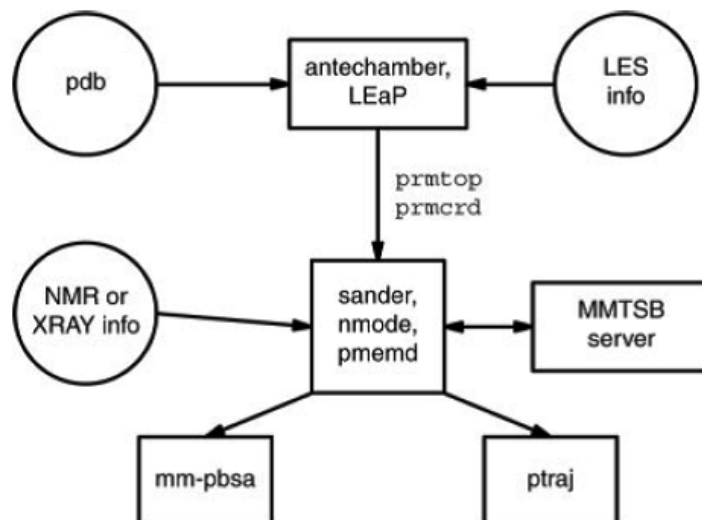 pdb
antechamber,
LEaP
LES
info
prmtop
prmcrd
NMR or
XRAY info
sander,
nmode,
pmemd
MMTSB
server
mm-pbsa
ptraj